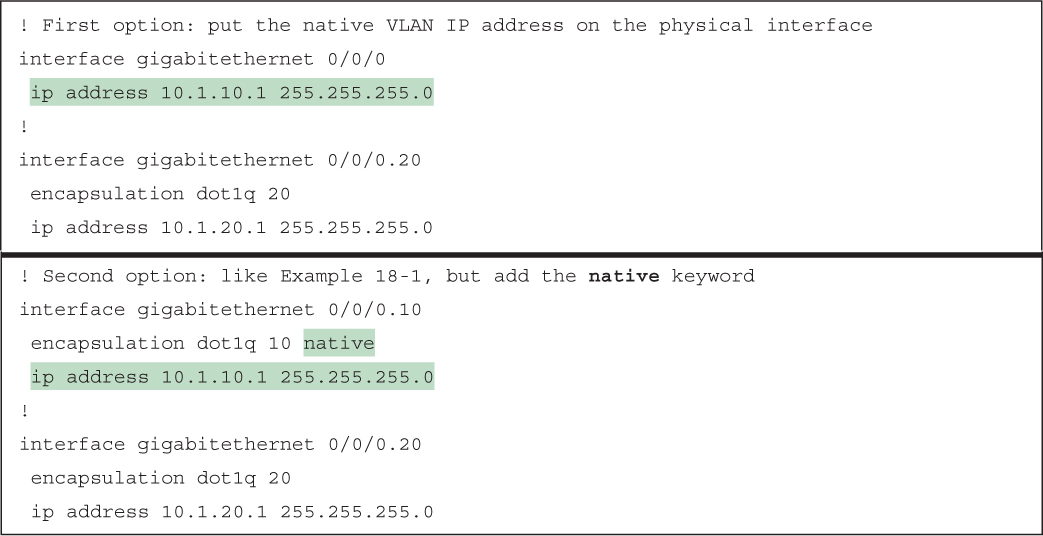 ! First option: put the native VLAN IP address on the physical interface
interface gigabitethernet 0/0/0
ip address 10.1.10.1 255.255.255.0
!
interface gigabitethernet 0/0/0.20
encapsulation dot1q 20
ip address 10.1.20.1 255.255.255.0
! Second option: like Example 18-1, but add the native keyword
interface gigabitethernet 0/0/0.10
encapsulation dot1q 10 native
ip address 10.1.10.1 255.255.255.0
!
interface gigabitethernet 0/0/0.20
encapsulation dot1q 20
ip address 10.1.20.1 255.255.255.0